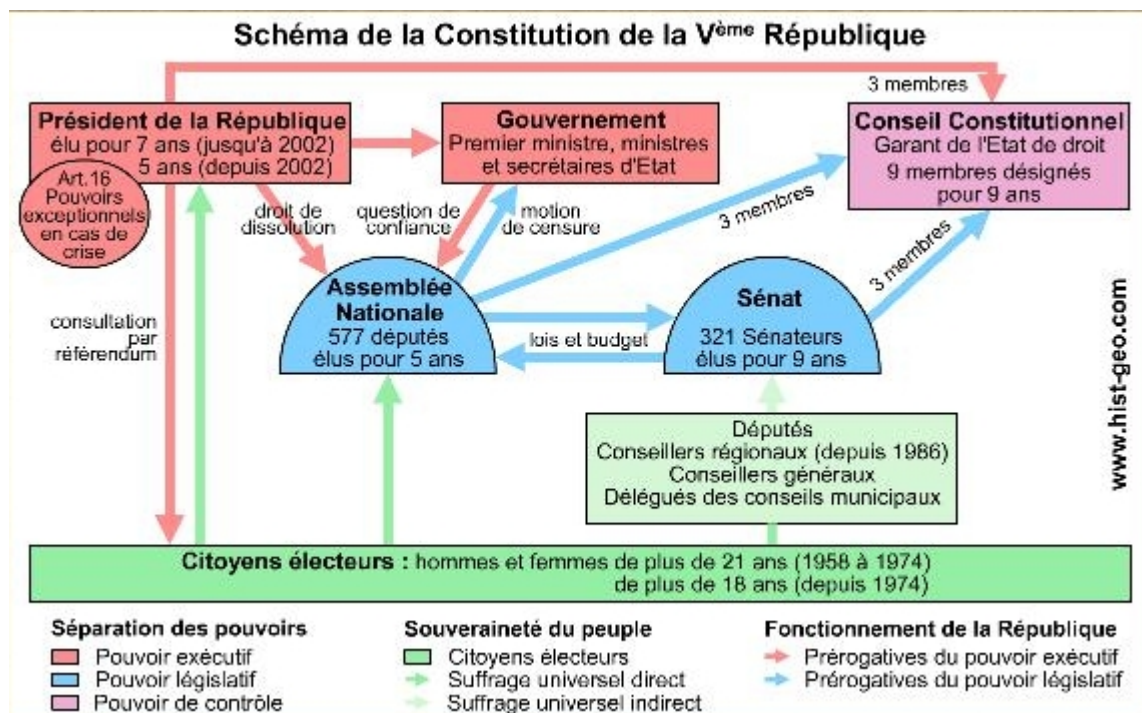 Schéma de la Constitution de la Vème République
3 membres
Président de la République
élu pour 7 ans (jusqu'à 2002)
5 ans (depuis 2002)
Art.16
Pouvoirs
exceptionnels
en cas de
crise
Gouvernement
Premier ministre, ministres
et secrétaires d'Etat
Conseil Constitutionnel
Garant de l'Etat de droit
9 membres désignés
pour 9 ans
droit de
dissolution
question de
confiance
motion
de censure
3 membres
3 membres
consultation
par
référendum
Assemblée
Nationale
577 députés
élus pour 5 ans
lois et budget
Sénat
321 Sénateurs
élus pour 9 ans
Députés
Conseillers régionaux (depuis 1986)
Conseillers généraux
Délégués des conseils municipaux
www.hist-geo.com
Citoyens électeurs : hommes et femmes de plus de 21 ans (1958 à 1974)
de plus de 18 ans (depuis 1974)
Séparation des pouvoirs
Pouvoir exécutif
Pouvoir législatif
Pouvoir de contrôle
Souveraineté du peuple
Citoyens électeurs
Suffrage universel direct
Suffrage universel indirect
Fonctionnement de la République
Prérogatives du pouvoir exécutif
Prérogatives du pouvoir législatif